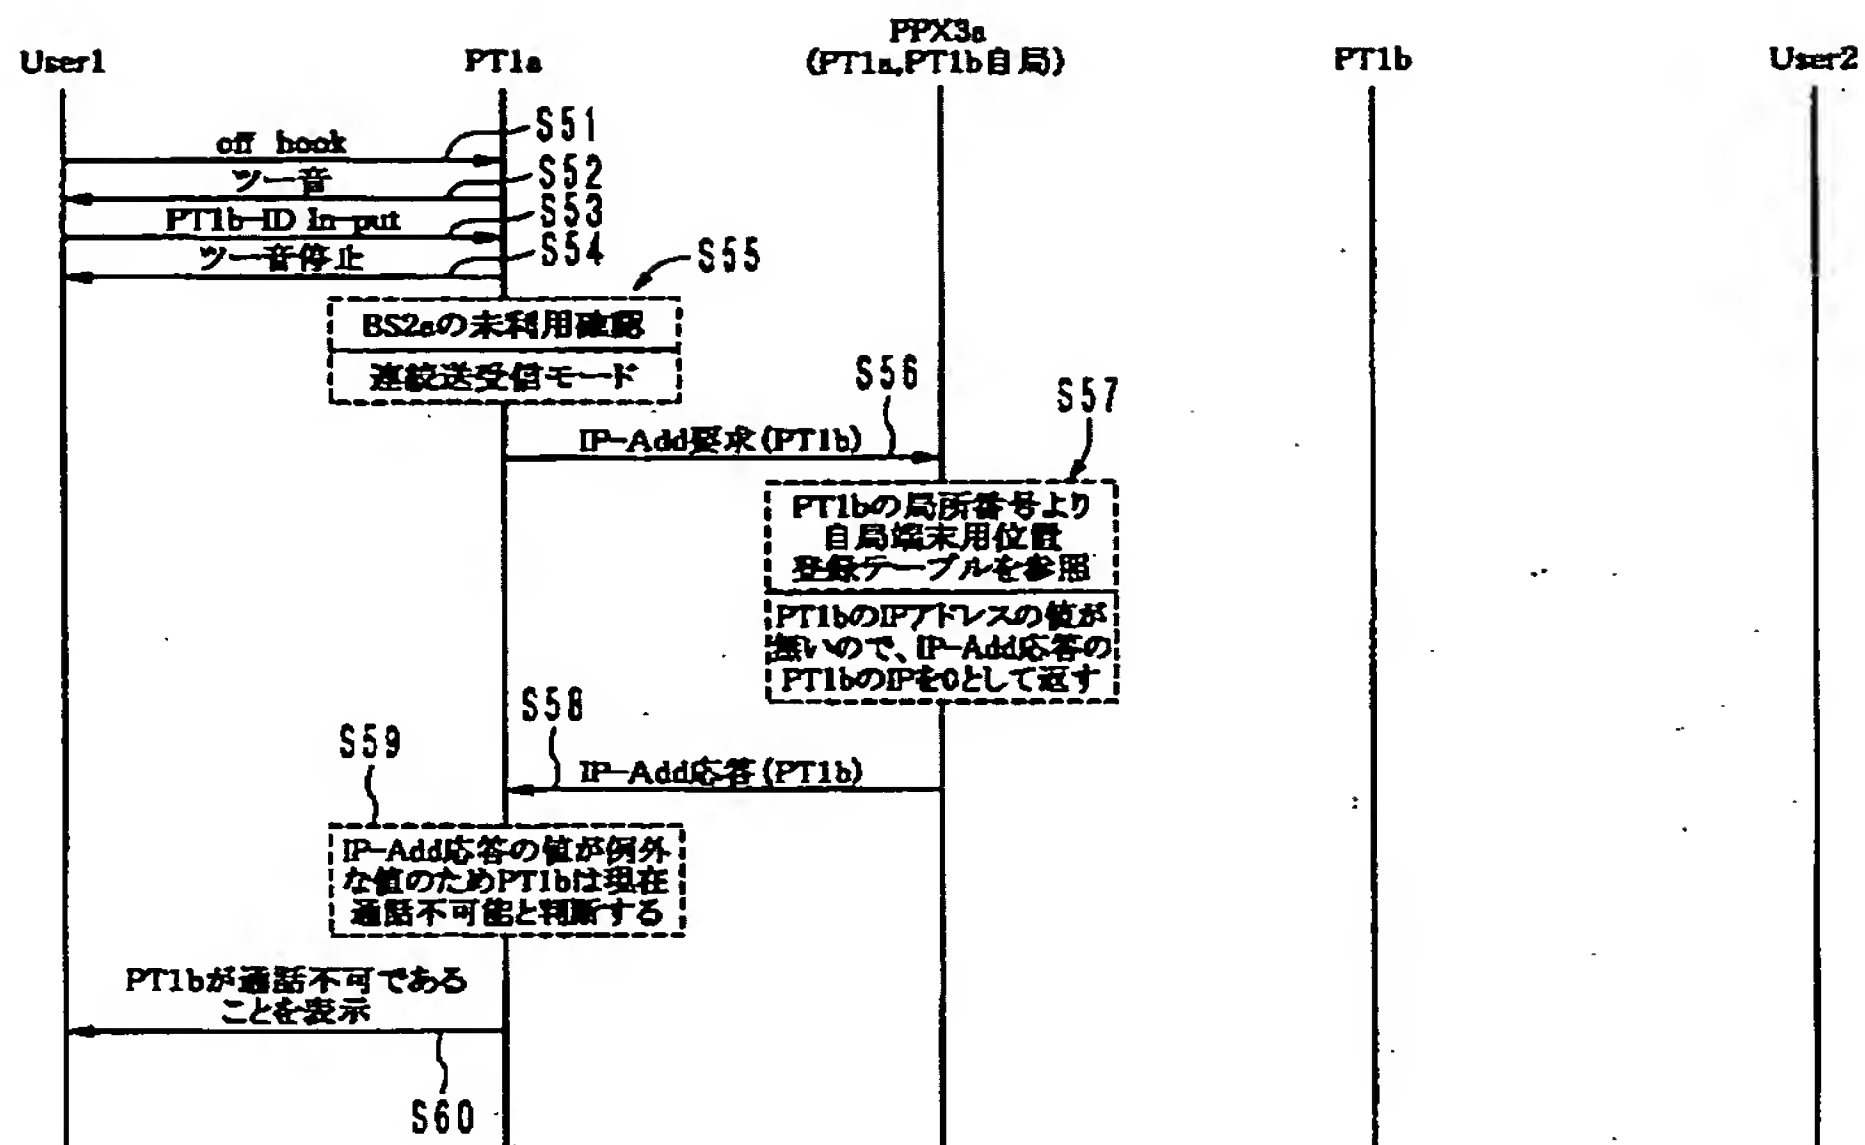 User1
PT1a
PPX3a
(PT1a,PT1b自局)
PT1b
User2
off hook
S51
ツー音
S52
PT1b-ID In-put
S53
ツー音停止
S54
S55
BS2aの未利用確認
連続送受信モード
S56
IP-Add要求(PT1b)
S57
PT1bの局所番号より
自局端末用位置
登録テーブルを参照
PT1bのIPアドレスの値が
無いので、IP-Add応答の
PT1bのIPを0として返す
S58
IP-Add応答(PT1b)
S59
IP-Add応答の値が例外
な値のためPT1bは現在
通話不可能と判断する
PT1bが通話不可である
ことを表示
S60